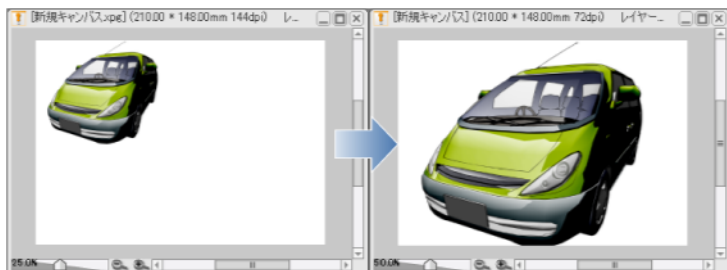 [新規キャンバス.xpg] (210.00 * 148.00mm 144dpi) レ...
[新規キャンバス] (210.00 * 148.00mm 72dpi) レイヤー...
25.0%
50.0%